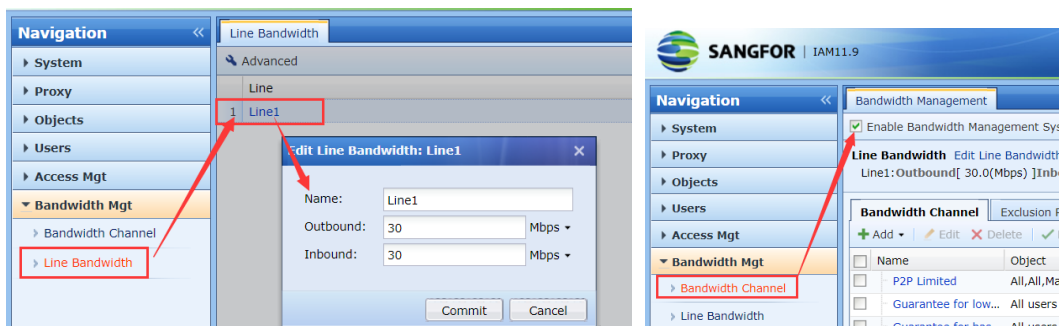 Navigation
System
Proxy
Objects
Users
Access Mgt
Bandwidth Mgt
Bandwidth Channel
Line Bandwidth
Line Bandwidth
Advanced
Line
1 Line1
Edit Line Bandwidth: Line1
Name: Line1
Outbound: 30 Mbps
Inbound: 30 Mbps
Commit Cancel
SANGFOR | IAM11.9
Navigation
System
Proxy
Objects
Users
Access Mgt
Bandwidth Mgt
Bandwidth Channel
Line Bandwidth
Bandwidth Management
Enable Bandwidth Management Sys
Line Bandwidth Edit Line Bandwidth
Line1:Outbound[ 30.0(Mbps) ]Inb
Bandwidth Channel Exclusion
Add Edit Delete
Name Object
P2P Limited All,All,Ma
Guarantee for low... All users